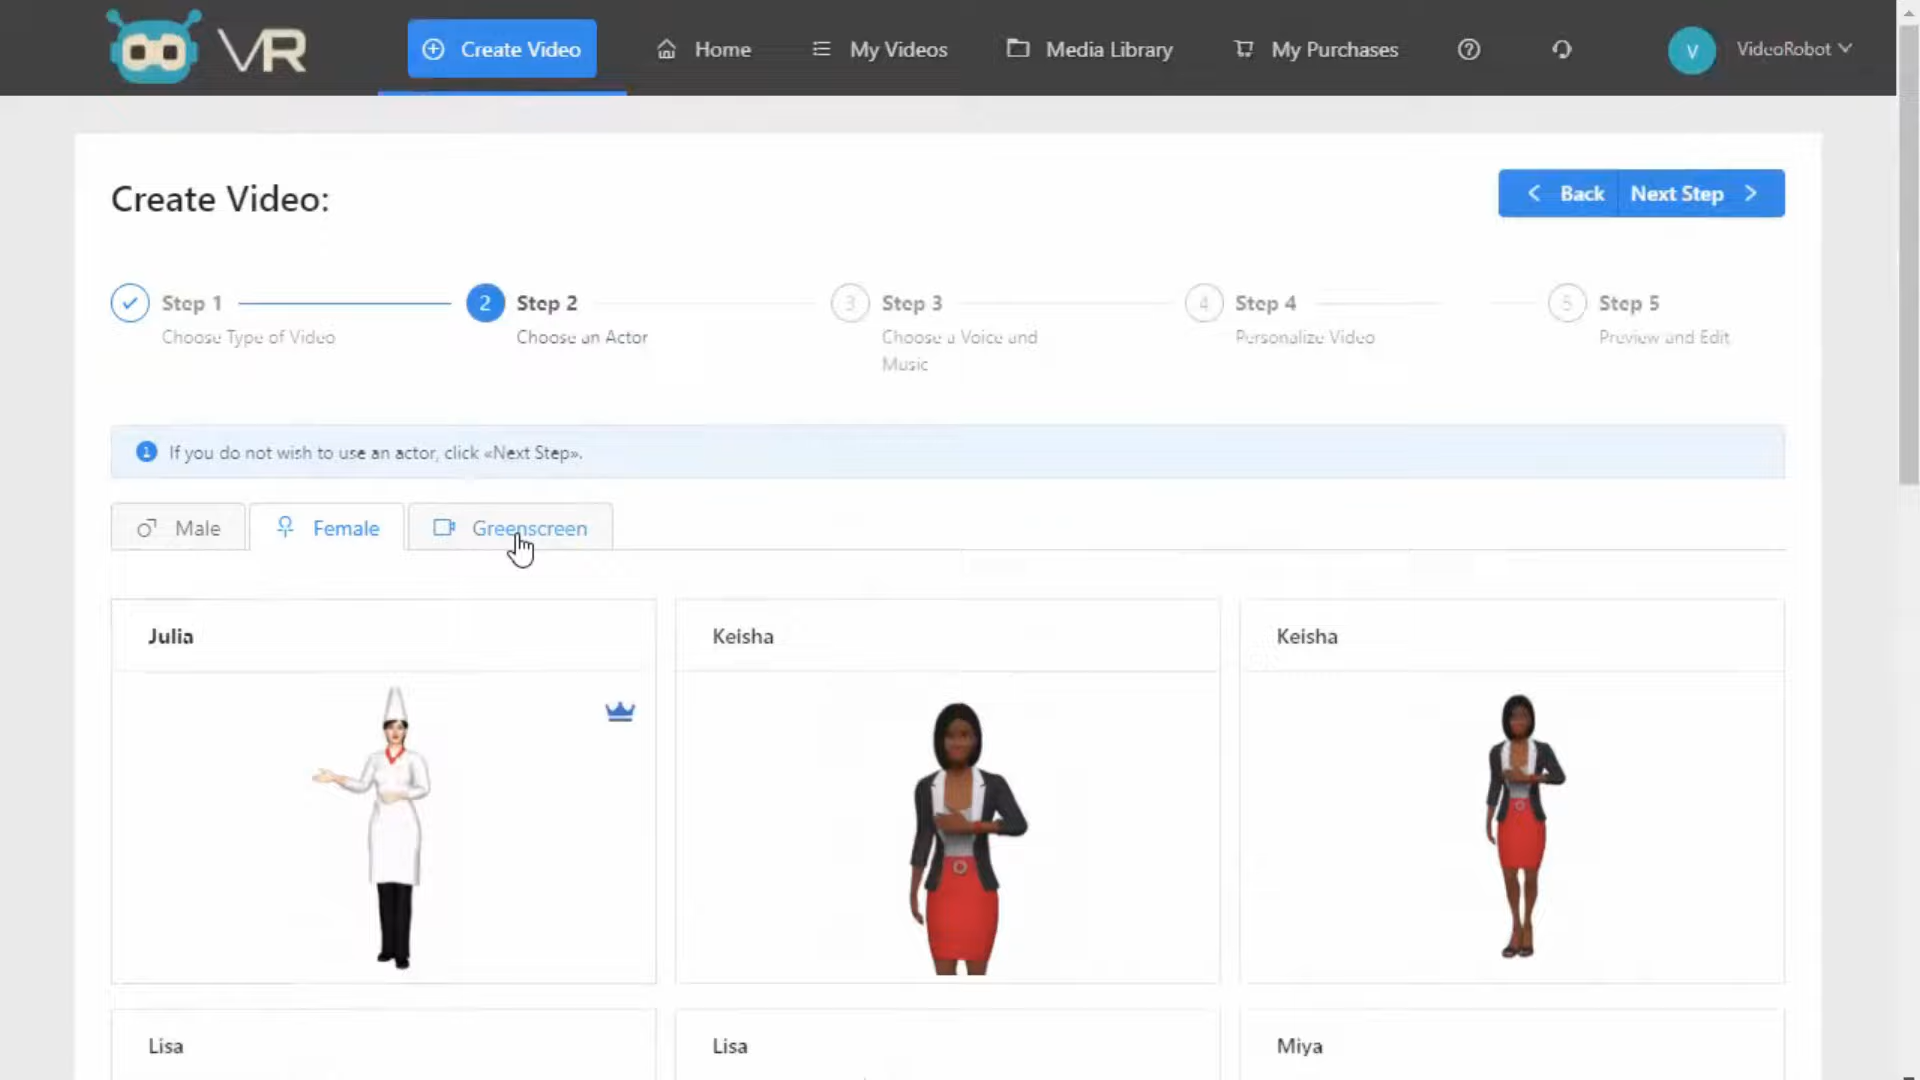 VR
Create Video
Home
My Videos
Media Library
My Purchases
V
VideoRobot
Create Video:
Back
Next Step
Step 1
Choose Type of Video
2
Step 2
Choose an Actor
3
Step 3
Choose a Voice and
Music
4
Step 4
Personalize Video
5
Step 5
Preview and Edit
If you do not wish to use an actor, click «Next Step».
Male
Female
Greenscreen
Julia
Keisha
Keisha
Lisa
Lisa
Miya